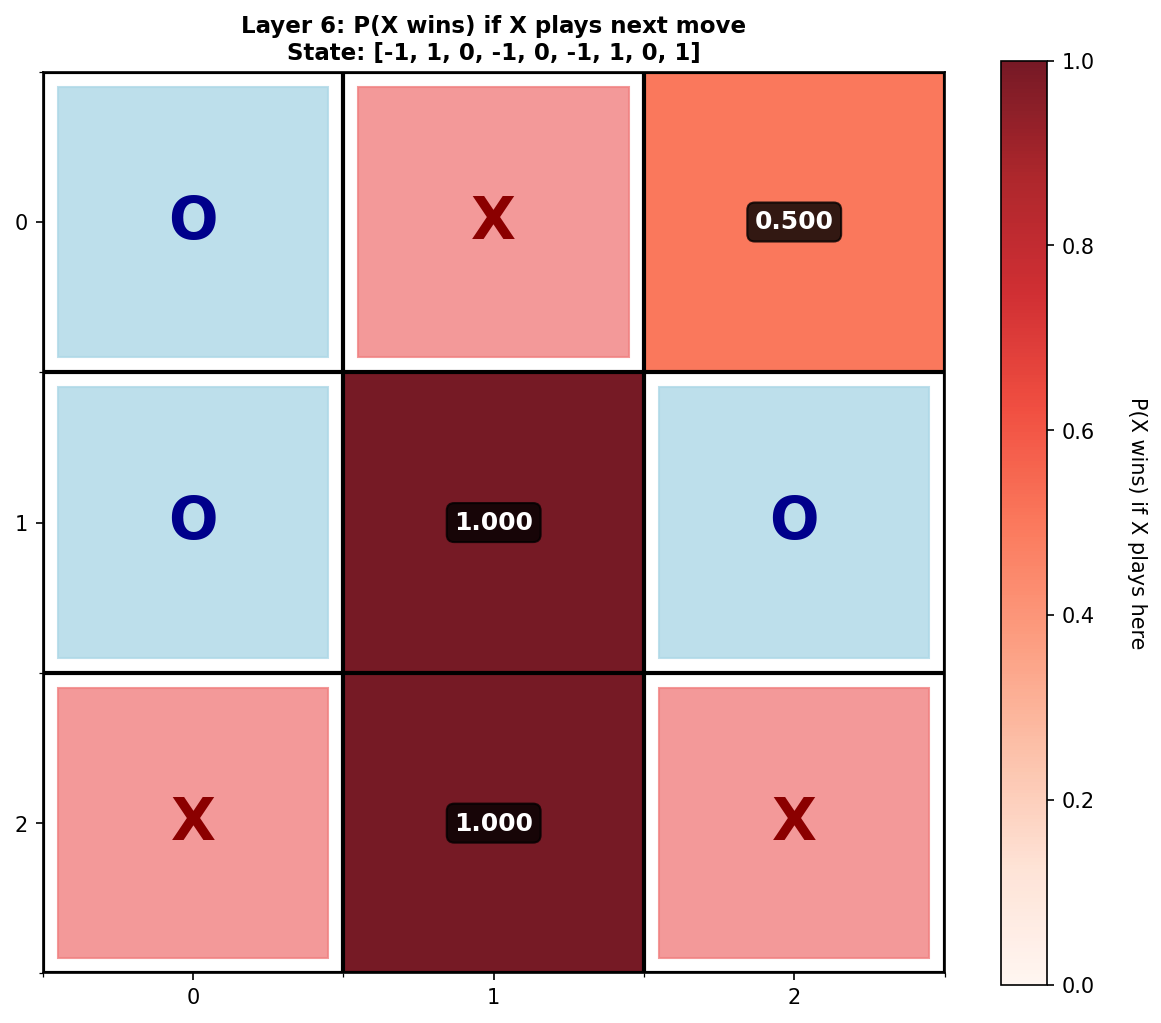 Layer 6: P(X wins) if X plays next move
State: [-1, 1, 0, -1, 0, -1, 1, 0, 1]
1.0
0
O
X
0.500
0.8
0.6
1
O
1.000
O
P(X wins) if X plays here
0.4
2
X
1.000
X
0.2
0.0
0
1
2